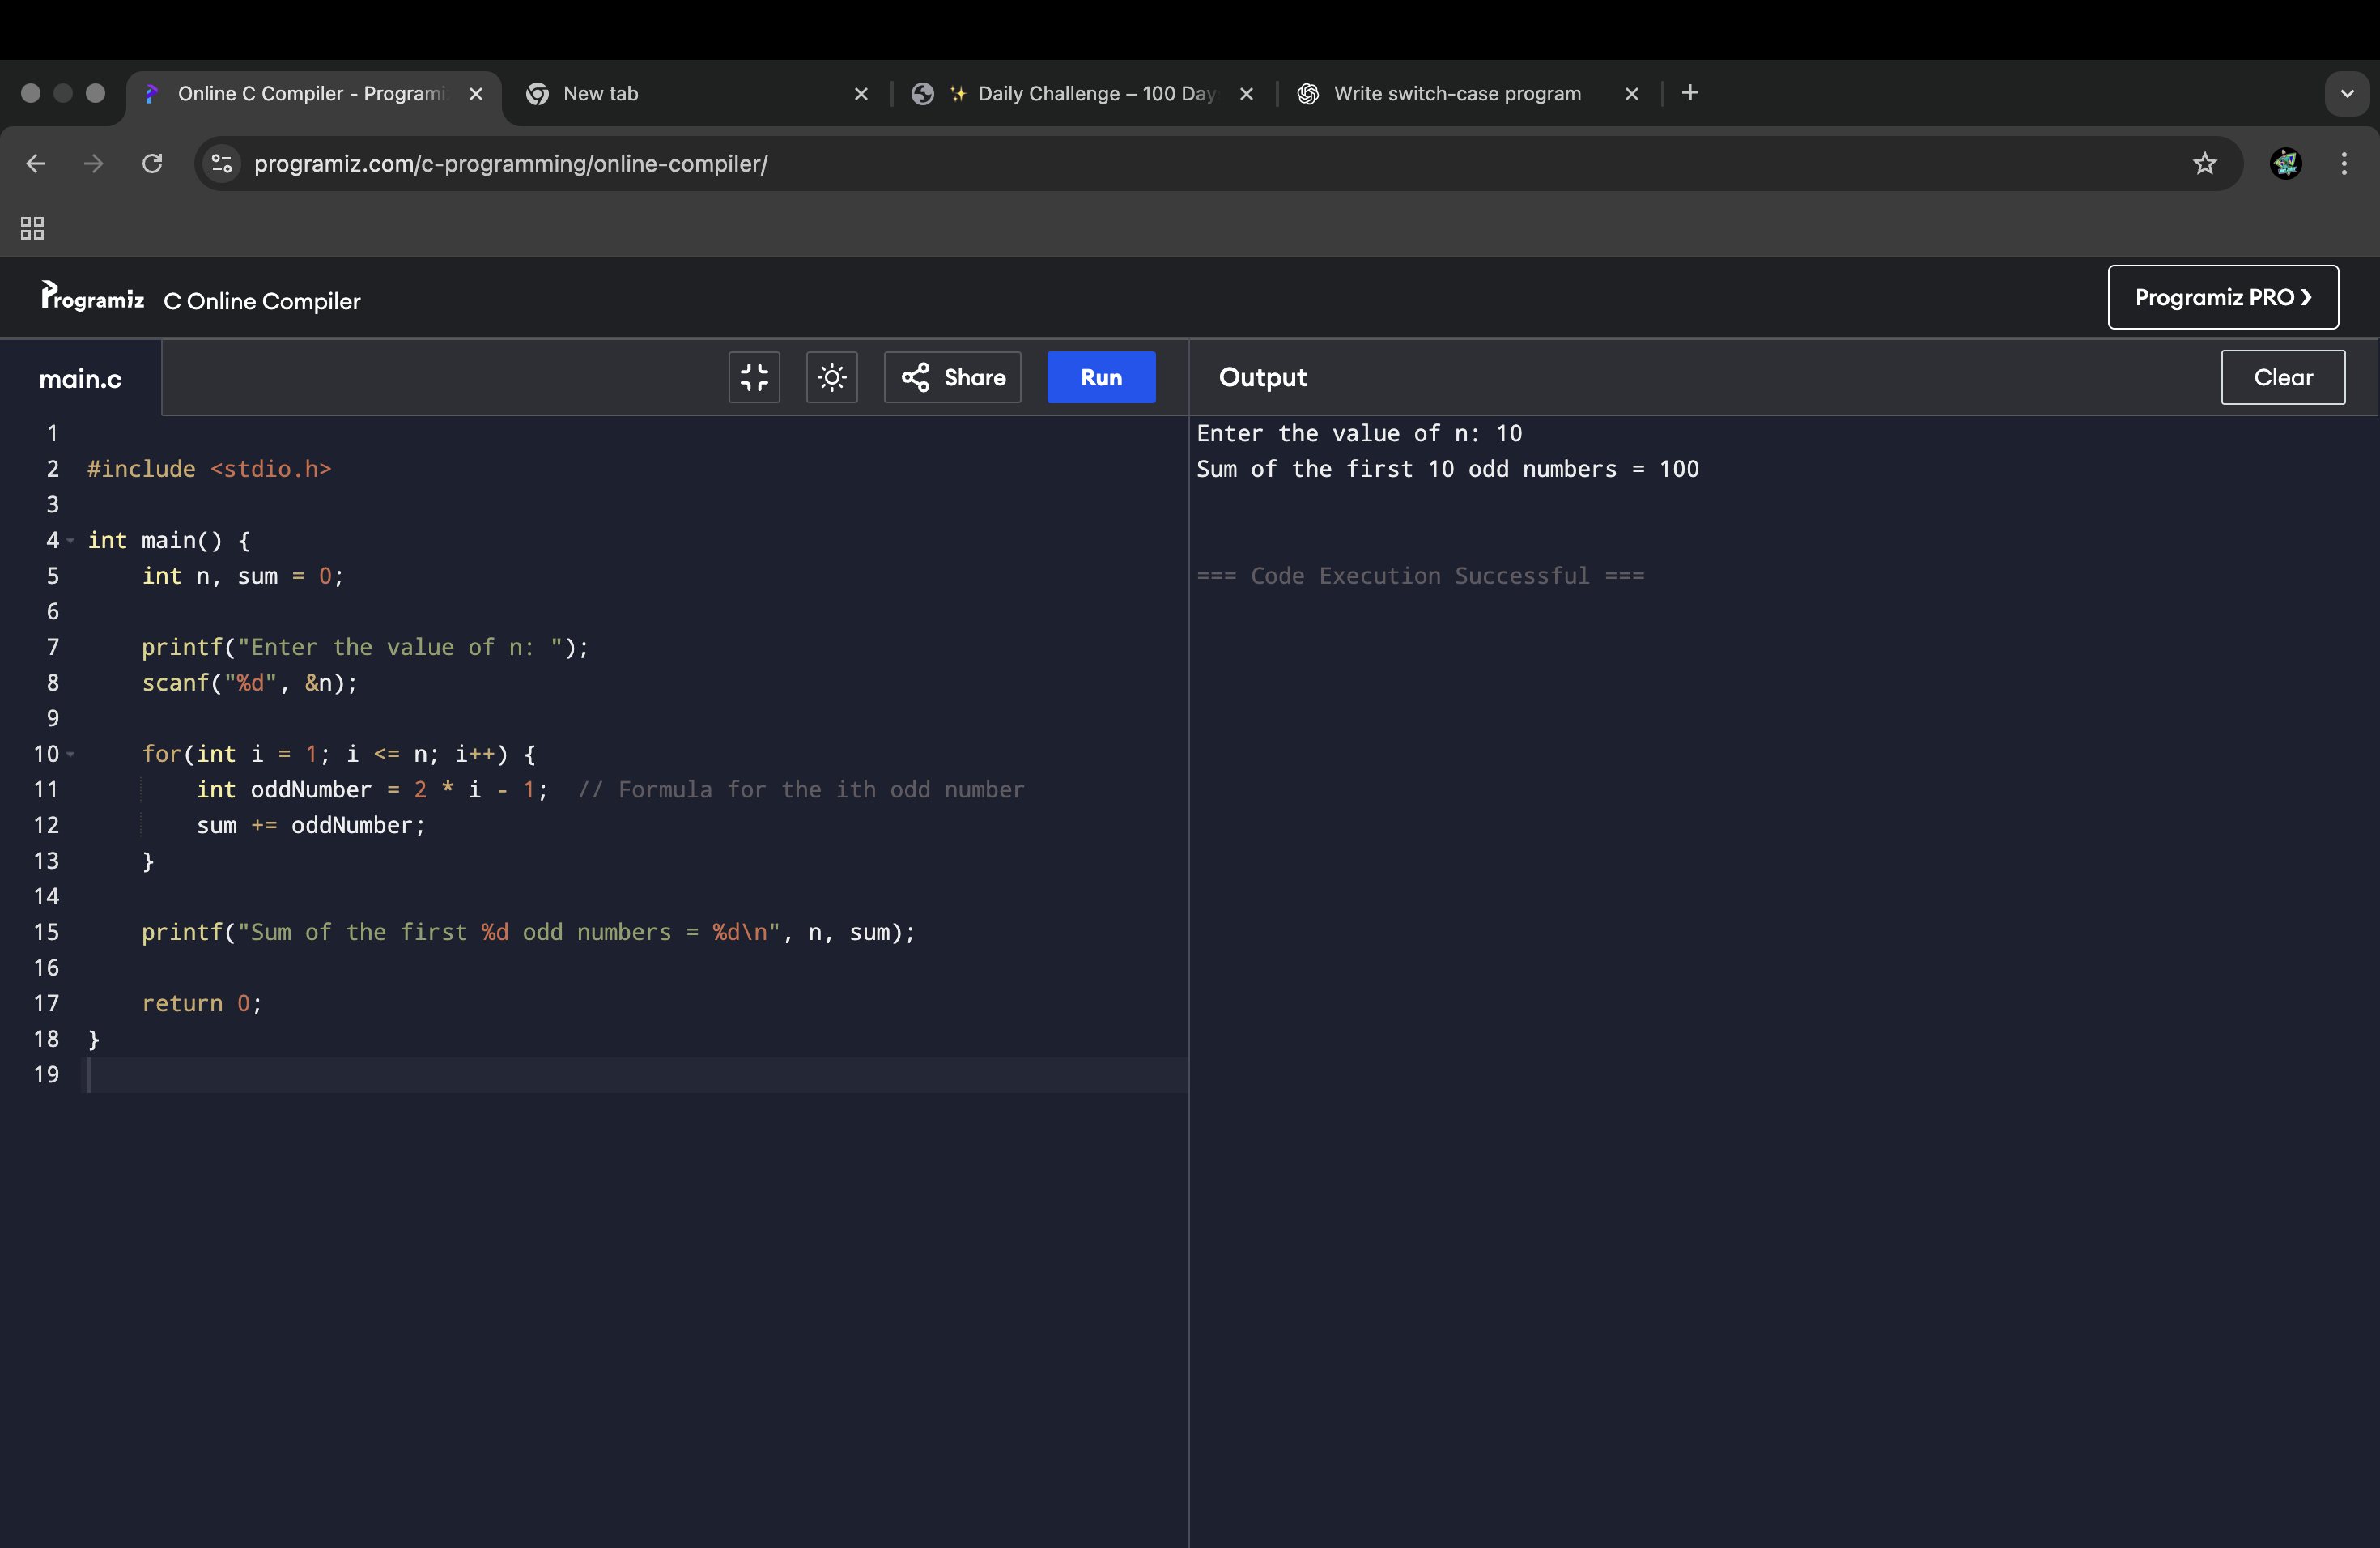 Online C Compiler - Programi
New tab
✨ Daily Challenge – 100 Day
Write switch-case program
programiz.com/c-programming/online-compiler/
Programiz C Online Compiler
Programiz PRO ❯
main.c
Share
Run
Output
Clear
1
2 #include <stdio.h>
3
4 int main() {
5     int n, sum = 0;
6
7     printf("Enter the value of n: ");
8     scanf("%d", &n);
9
10     for(int i = 1; i <= n; i++) {
11         int oddNumber = 2 * i - 1;  // Formula for the ith odd number
12         sum += oddNumber;
13     }
14
15     printf("Sum of the first %d odd numbers = %d\n", n, sum);
16
17     return 0;
18 }
19
Enter the value of n: 10
Sum of the first 10 odd numbers = 100
=== Code Execution Successful ===